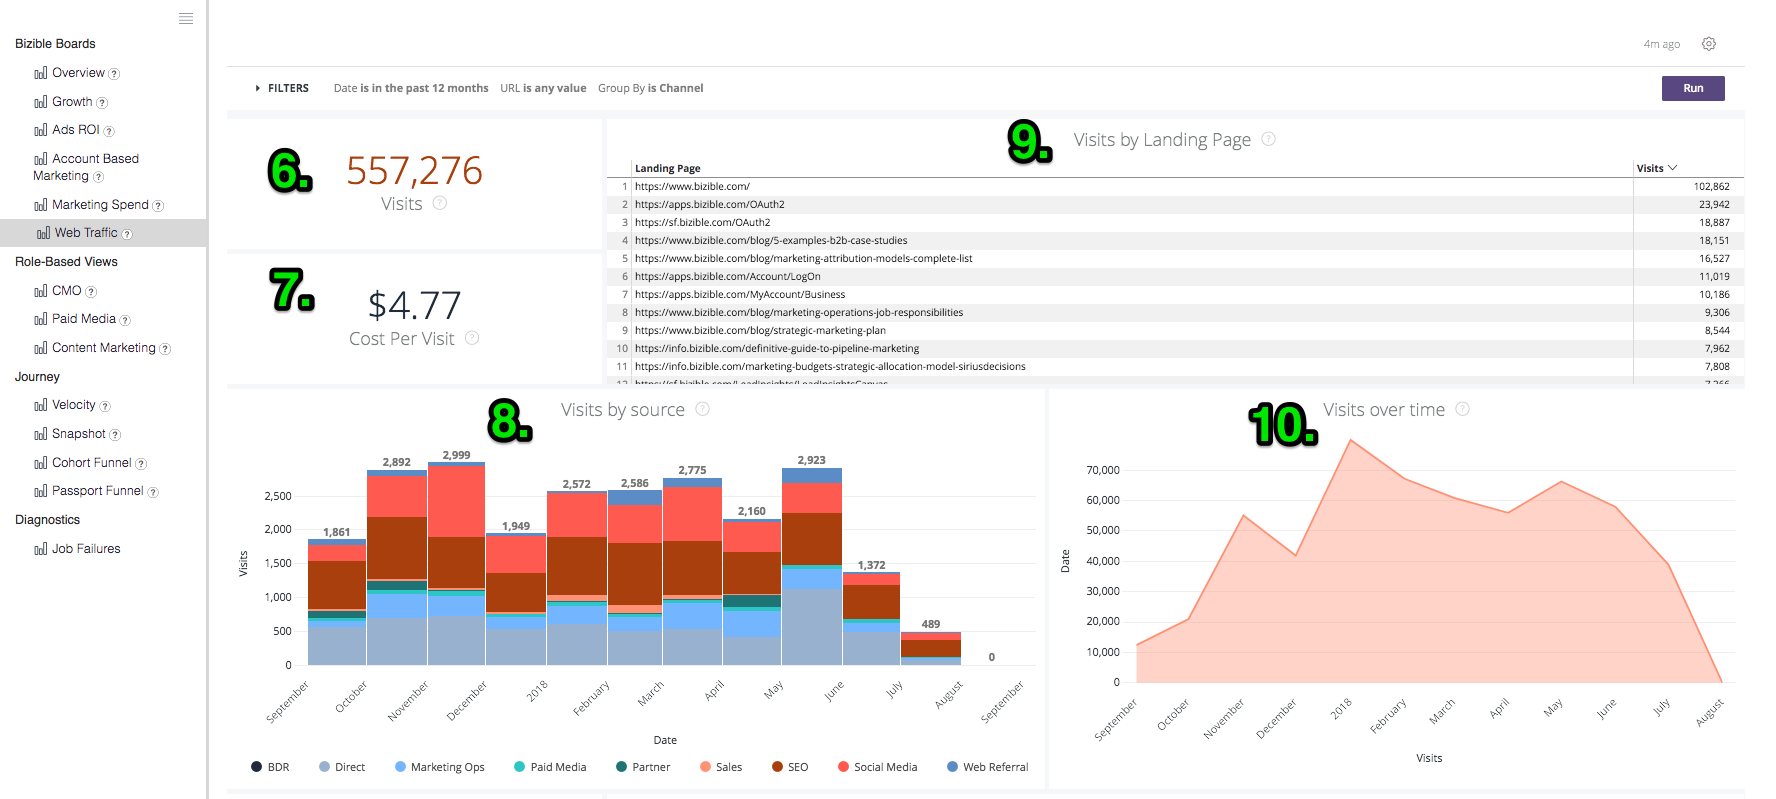 Bizible Boards
Overview ?
Growth ?
Ads ROI ?
Account Based
Marketing ?
Marketing Spend ?
Web Traffic ?
Role-Based Views
CMO ?
Paid Media ?
Content Marketing ?
Journey
Velocity ?
Snapshot ?
Cohort Funnel ?
Passport Funnel ?
Diagnostics
Job Failures
4m ago
FILTERS Date is in the past 12 months URL is any value Group By is Channel
Run
6.
557,276
Visits ?
7.
$4.77
Cost Per Visit ?
9.
Visits by Landing Page ?
Landing Page Visits
1 https://www.bizible.com/ 102,862
2 https://apps.bizible.com/OAuth2 23,942
3 https://sf.bizible.com/OAuth2 18,887
4 https://www.bizible.com/blog/5-examples-b2b-case-studies 18,151
5 https://www.bizible.com/blog/marketing-attribution-models-complete-list 16,527
6 https://apps.bizible.com/Account/LogOn 11,019
7 https://apps.bizible.com/MyAccount/Business 10,186
8 https://www.bizible.com/blog/marketing-operations-job-responsibilities 9,306
9 https://www.bizible.com/blog/strategic-marketing-plan 8,544
10 https://info.bizible.com/definitive-guide-to-pipeline-marketing 7,962
11 https://info.bizible.com/marketing-budgets-strategic-allocation-model-siriusdecisions 7,808
12 https://sf.bizible.com/LeadInsights/LeadInsightsCanvas
8.
Visits by source ?
Visits
2,500
2,000
1,500
1,000
500
0
1,861
2,892
2,999
1,949
2,572
2,586
2,775
2,160
2,923
1,372
489
0
September
October
November
December
2018
February
March
April
May
June
July
August
September
Date
BDR Direct Marketing Ops Paid Media Partner Sales SEO Social Media Web Referral
10.
Visits over time ?
Date
70,000
60,000
50,000
40,000
30,000
20,000
10,000
0
September
October
November
December
2018
February
March
April
May
June
July
August
Visits